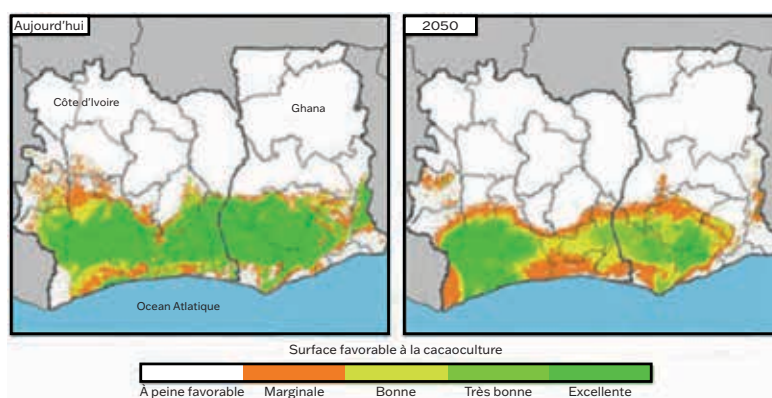 Aujourd'hui
2050
Côte d'Ivoire
Ghana
Ocean Atlatique
Surface favorable à la cacaoculture
À peine favorable Marginale Bonne Très bonne Excellente